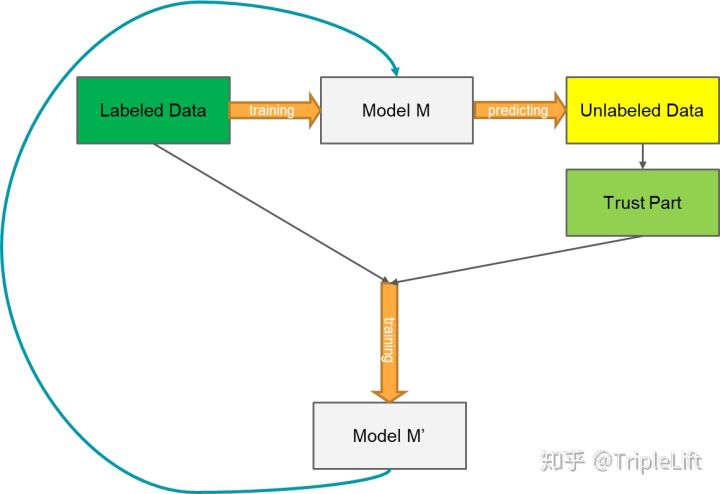 Labeled Data
training
Model M
predicting
Unlabeled Data
Trust Part
training
Model M’
知乎 @TripleLift